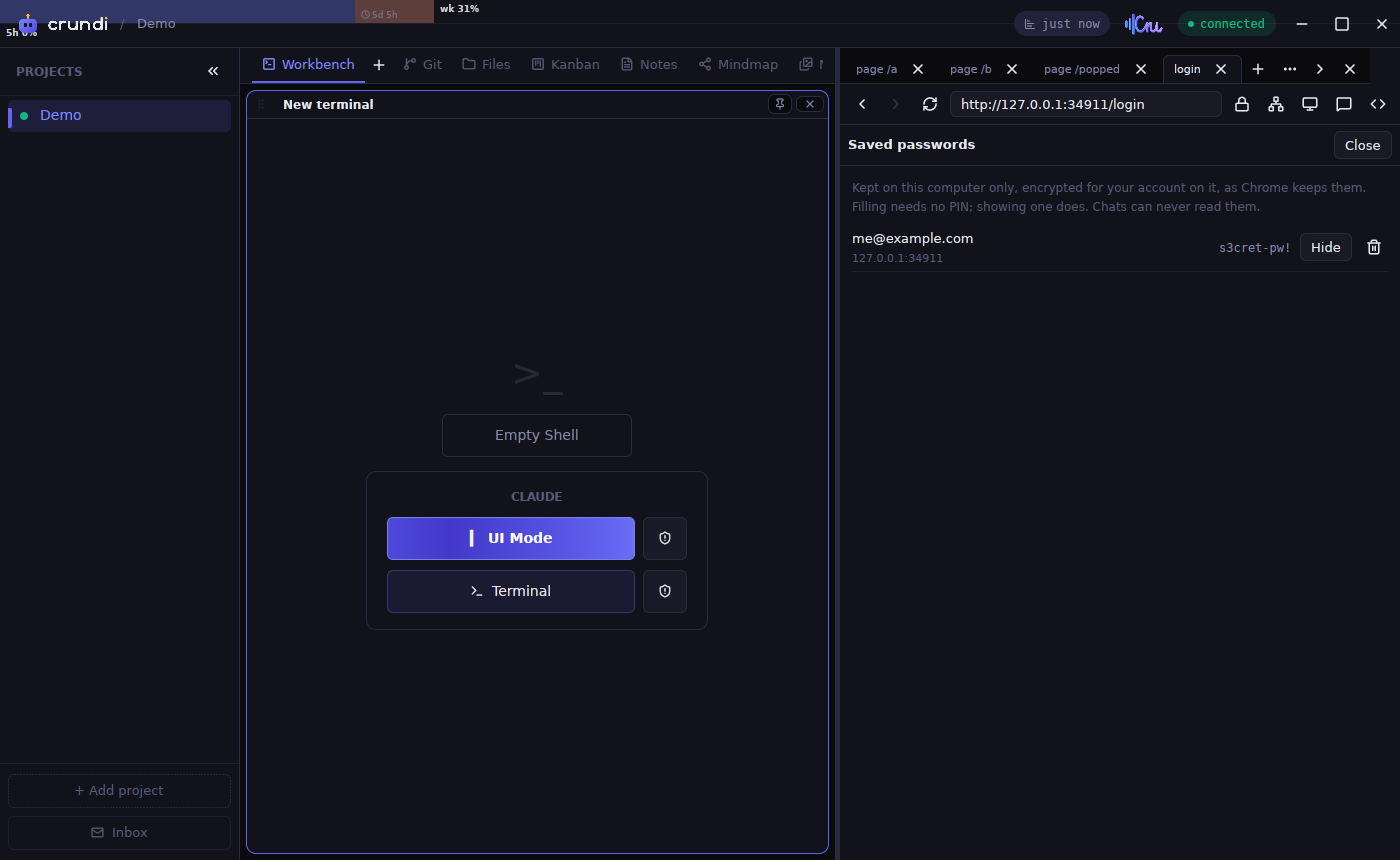 5d 5h
wk 31%
crundi / Demo
just now
Cru
connected
PROJECTS
Demo
+ Add project
Inbox
Workbench
Git
Files
Kanban
Notes
Mindmap
New terminal
>_
Empty Shell
CLAUDE
UI Mode
Terminal
page /a
page /b
page /popped
login
http://127.0.0.1:34911/login
Saved passwords
Close
Kept on this computer only, encrypted for your account on it, as Chrome keeps them.
Filling needs no PIN; showing one does. Chats can never read them.
me@example.com
s3cret-pw!
Hide
127.0.0.1:34911